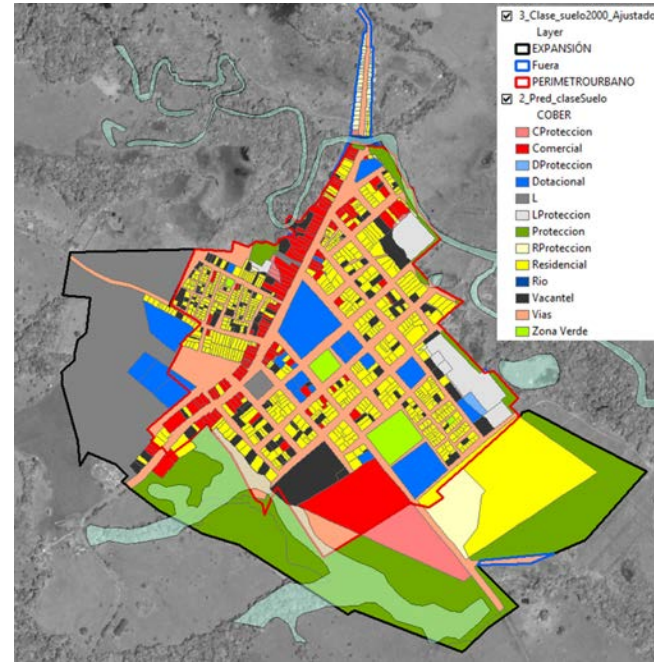 3_Clase_suelo2000_Ajustado
Layer
EXPANSIÓN
Fuera
PERIMETROURBANO
2_Pred_claseSuelo
COBER
CProteccion
Comercial
DProteccion
Dotacional
L
LProteccion
Proteccion
RProteccion
Residencial
Rio
Vacantel
Vias
Zona Verde